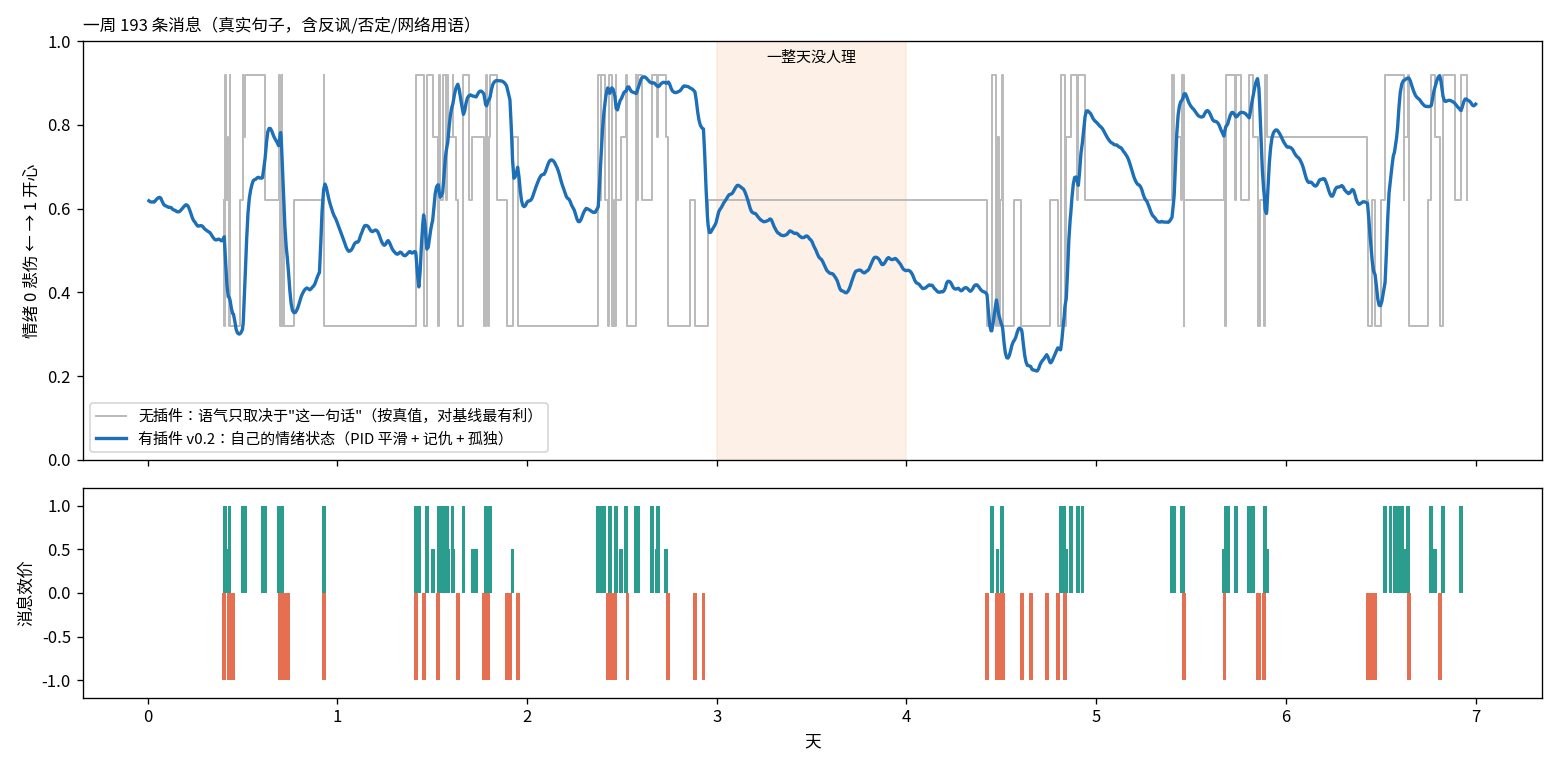 一周 193 条消息（真实句子，含反讽/否定/网络用语）
1.0
0.8
0.6
0.4
0.2
0.0
情绪 0 悲伤 ←→ 1 开心
一整天没人理
无插件：语气只取决于"这一句话"（按真值，对基线最有利）
有插件 v0.2：自己的情绪状态（PID 平滑 + 记仇 + 孤独）
1.0
0.5
0.0
-0.5
-1.0
消息效价
0 1 2 3 4 5 6 7
天